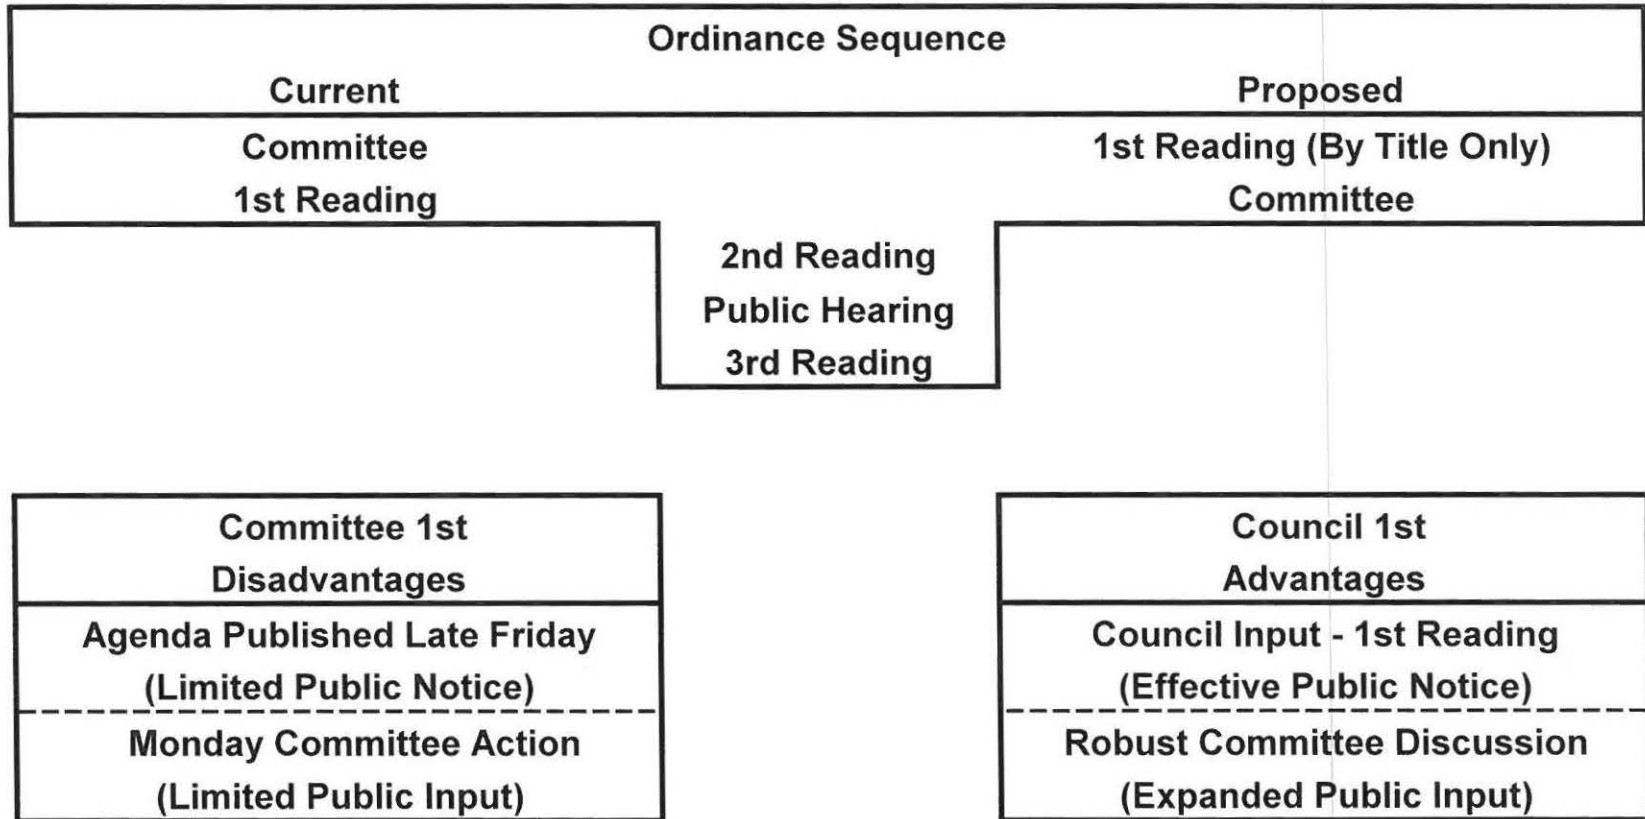 Ordinance Sequence
Current
Proposed
Committee
1st Reading (By Title Only)
1st Reading
Committee
2nd Reading
Public Hearing
3rd Reading
Committee 1st
Disadvantages
Agenda Published Late Friday
(Limited Public Notice)
Monday Committee Action
(Limited Public Input)
Council 1st
Advantages
Council Input - 1st Reading
(Effective Public Notice)
Robust Committee Discussion
(Expanded Public Input)